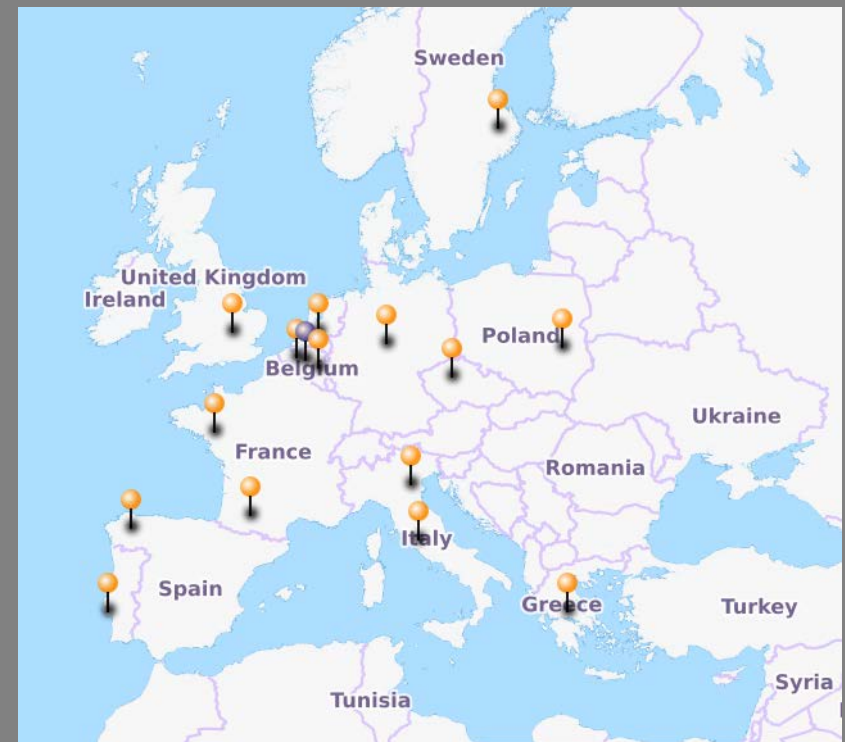 Sweden
United Kingdom
Ireland
Poland
Belgium
Ukraine
France
Romania
Italy
Spain
Greece
Turkey
Syria
Tunisia